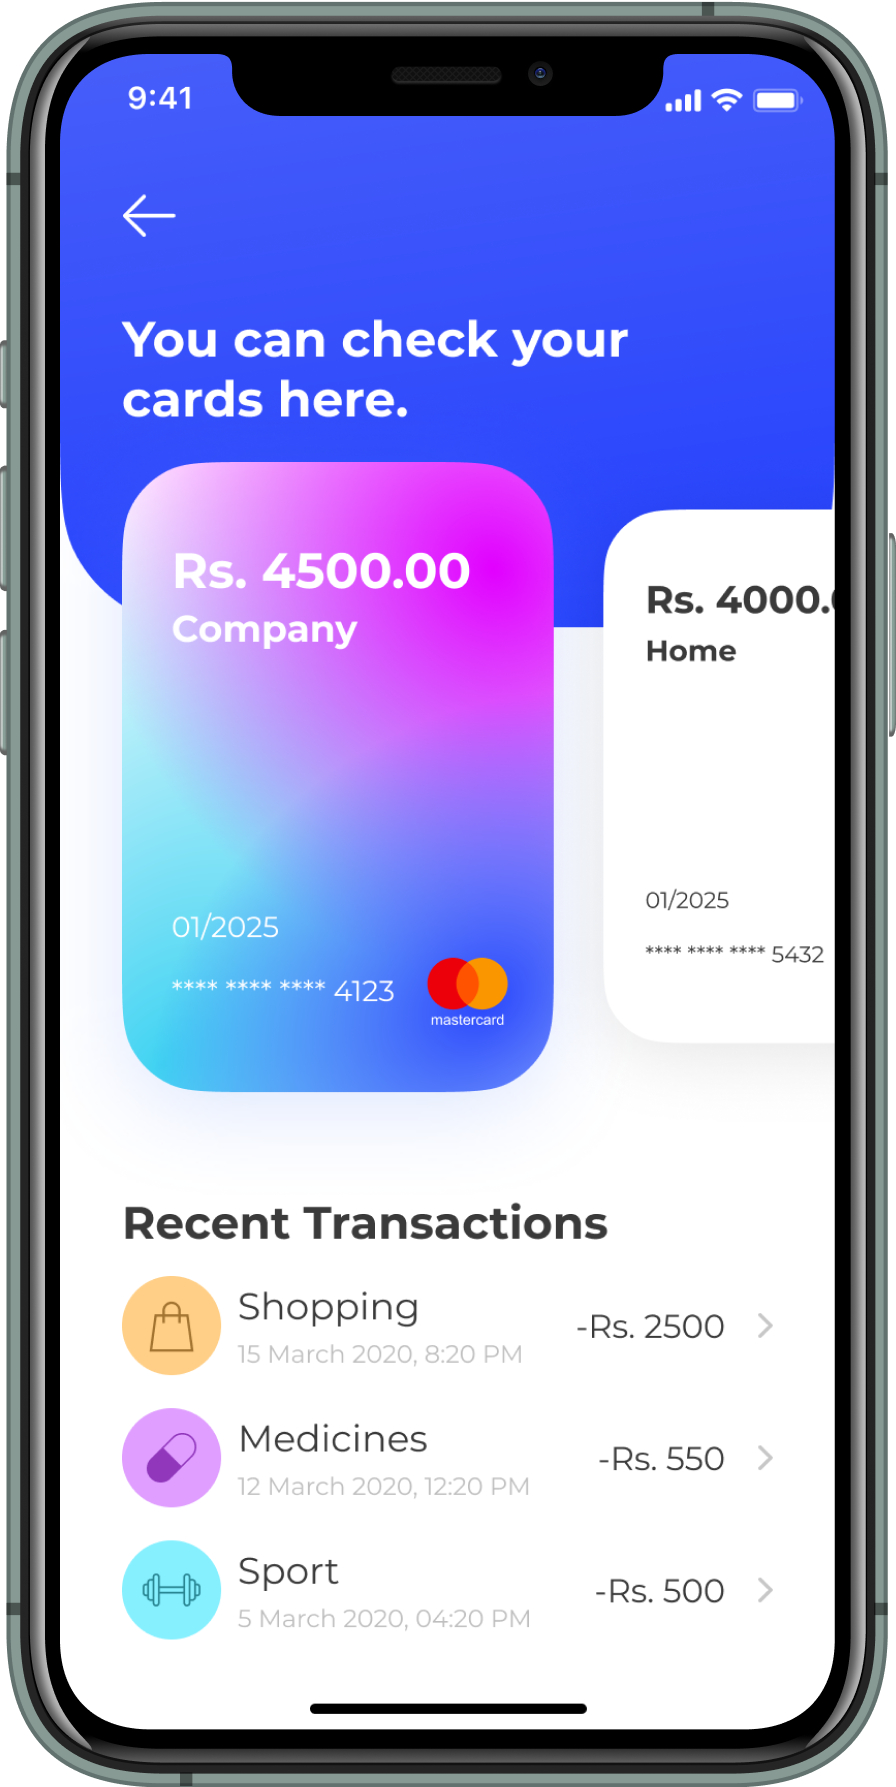 9:41
You can check your
cards here.
Rs. 4500.00
Company
01/2025
**** **** **** 4123
mastercard
Rs. 4000.
Home
01/2025
**** **** **** 5432
Recent Transactions
Shopping
15 March 2020, 8:20 PM
-Rs. 2500
Medicines
12 March 2020, 12:20 PM
-Rs. 550
Sport
5 March 2020, 04:20 PM
-Rs. 500